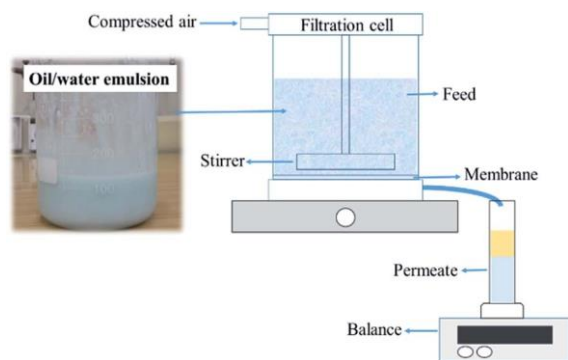 Compressed air
Filtration cell
Oil/water emulsion
Feed
Stirrer
Membrane
Permeate
Balance